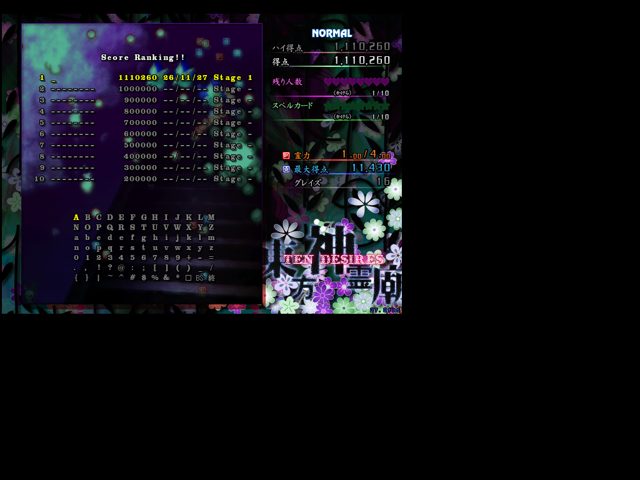 Score Ranking!!
1 _ 1110260 26/11/27 Stage 1
2 -------- 1000000 --/--/-- Stage -
3 -------- 900000 --/--/-- Stage -
4 -------- 800000 --/--/-- Stage -
5 -------- 700000 --/--/-- Stage -
6 -------- 600000 --/--/-- Stage -
7 -------- 500000 --/--/-- Stage -
8 -------- 400000 --/--/-- Stage -
9 -------- 300000 --/--/-- Stage -
10 -------- 200000 --/--/-- Stage -
A B C D E F G H I J K L M
N O P Q R S T U V W X Y Z
a b c d e f g h i j k l m
n o p q r s t u v w x y z
0 1 2 3 4 5 6 7 8 9 + - =
. , ! ? @ : ; [ ] ( ) _ /
{ } | ~ ^ # $ % & *
NORMAL
ハイ得点 1,110,260
得点 1,110,260
残り人数
1/10
スペルカード
1/10
霊力 1.00/4.00
最大得点 11,430
グレイズ 16
東方神霊廟
TEN DESIRES